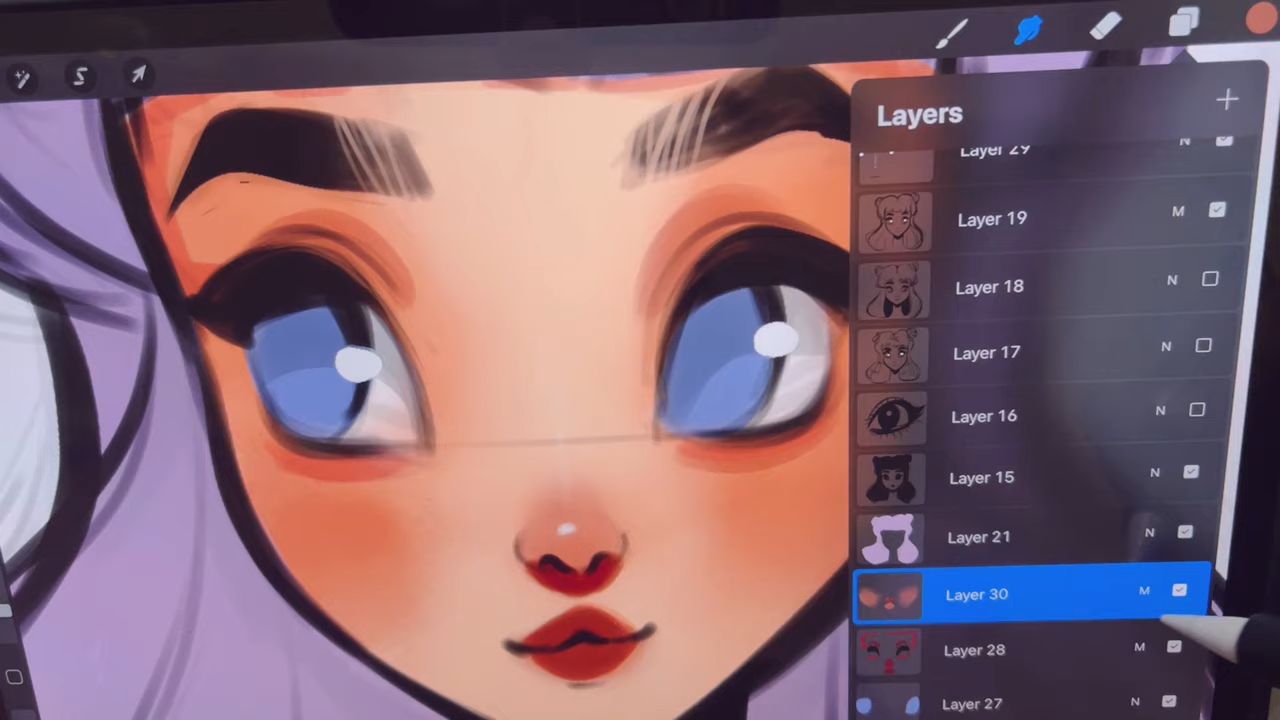 Layers
Layer 29 N
Layer 19 M
Layer 18 N
Layer 17 N
Layer 16 N
Layer 15 N
Layer 21 N
Layer 30 M
Layer 28 M
Layer 27 N